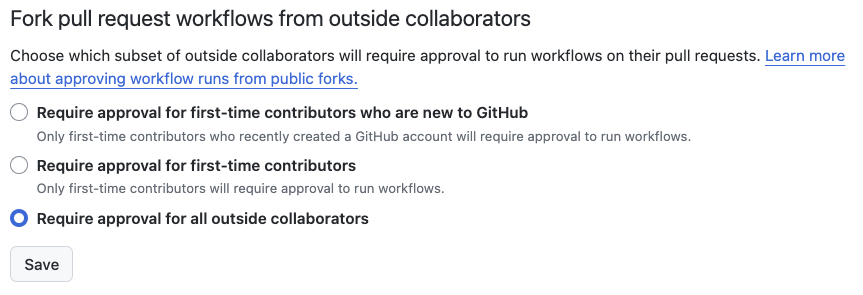 Fork pull request workflows from outside collaborators
Choose which subset of outside collaborators will require approval to run workflows on their pull requests. Learn more
about approving workflow runs from public forks.
Require approval for first-time contributors who are new to GitHub
Only first-time contributors who recently created a GitHub account will require approval to run workflows.
Require approval for first-time contributors
Only first-time contributors will require approval to run workflows.
Require approval for all outside collaborators
Save